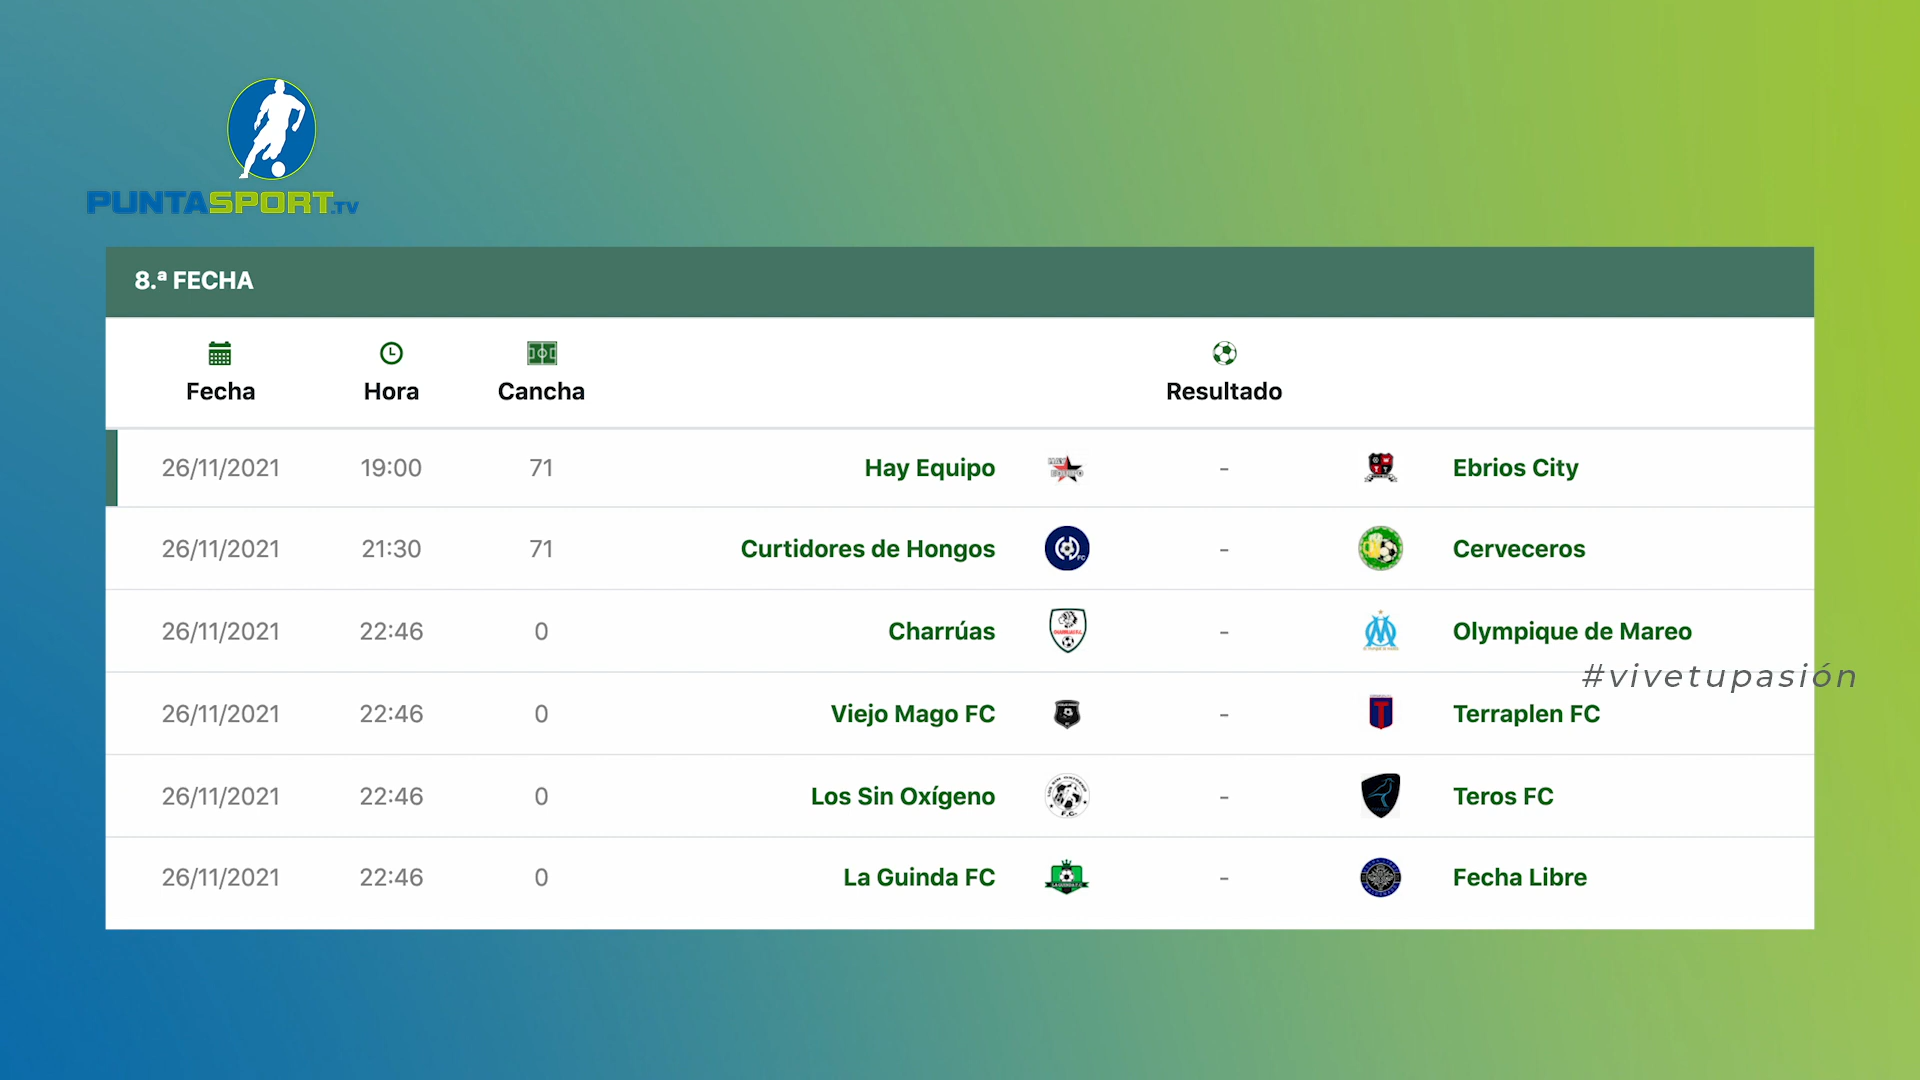 PUNTASPORT.TV
8.ª FECHA
Fecha Hora Cancha Resultado
26/11/2021 19:00 71 Hay Equipo - Ebrios City
26/11/2021 21:30 71 Curtidores de Hongos - Cerveceros
26/11/2021 22:46 0 Charrúas - Olympique de Mareo
#vivetupasión
26/11/2021 22:46 0 Viejo Mago FC - Terraplen FC
26/11/2021 22:46 0 Los Sin Oxígeno - Teros FC
26/11/2021 22:46 0 La Guinda FC - Fecha Libre